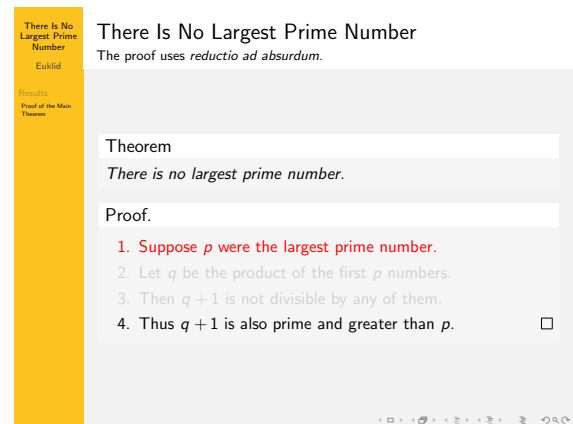 There Is No
Largest Prime
Number
Euklid
Results
Proof of the Main
Theorem
There Is No Largest Prime Number
The proof uses reductio ad absurdum.
Theorem
There is no largest prime number.
Proof.
1. Suppose p were the largest prime number.
2. Let q be the product of the first p numbers.
3. Then q + 1 is not divisible by any of them.
4. Thus q + 1 is also prime and greater than p.